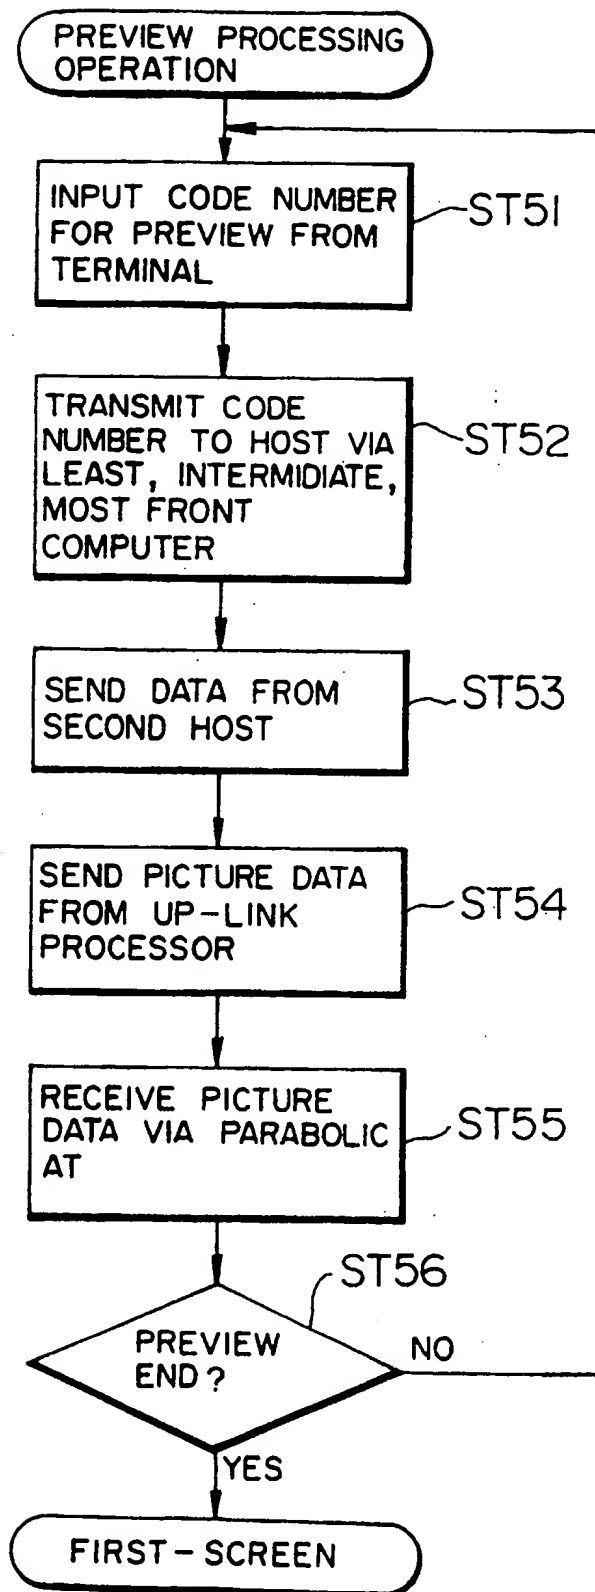 PREVIEW PROCESSING
OPERATION
INPUT CODE NUMBER
FOR PREVIEW FROM
TERMINAL
ST51
TRANSMIT CODE
NUMBER TO HOST VIA
LEAST, INTERMIDIATE,
MOST FRONT
COMPUTER
ST52
SEND DATA FROM
SECOND HOST
ST53
SEND PICTURE DATA
FROM UP-LINK
PROCESSOR
ST54
RECEIVE PICTURE
DATA VIA PARABOLIC
AT
ST55
ST56
PREVIEW
END?
NO
YES
FIRST-SCREEN